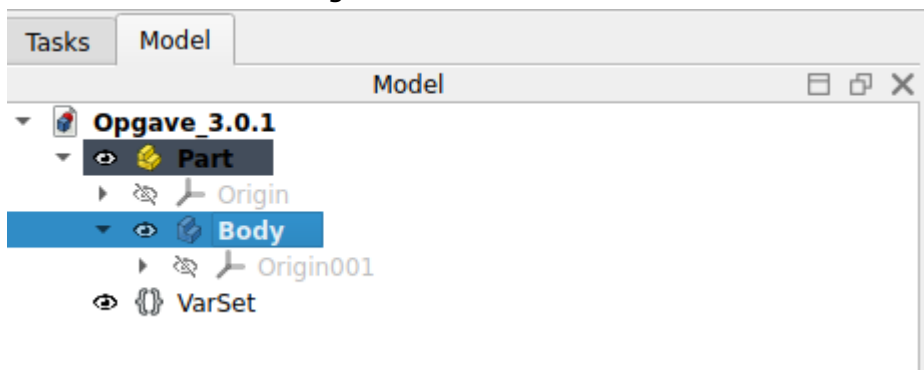 Tasks Model
Model
Opgave_3.0.1
Part
Origin
Body
Origin001
VarSet